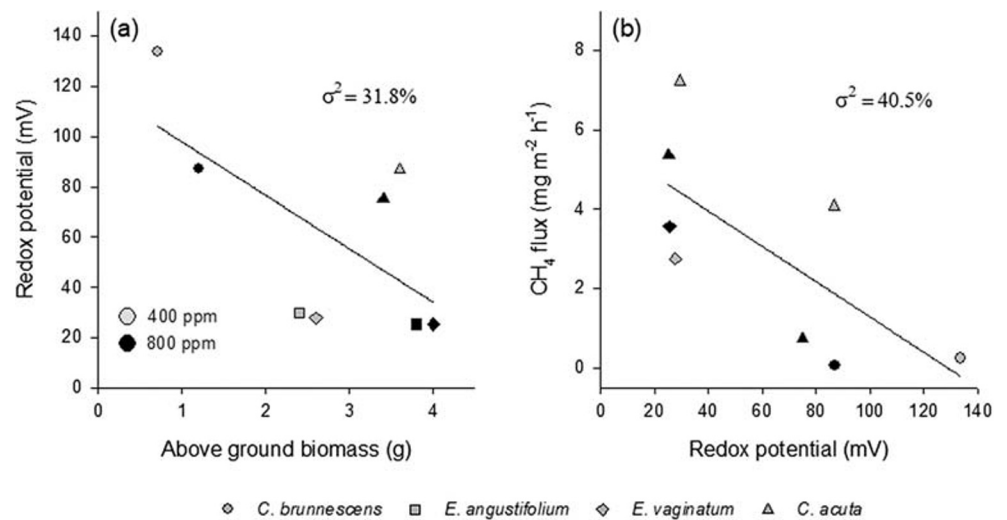 (a)
σ² = 31.8%
Redox potential (mV)
140
120
100
80
60
40
20
0
400 ppm
800 ppm
0 1 2 3 4
Above ground biomass (g)
(b)
σ² = 40.5%
CH₄ flux (mg m⁻² h⁻¹)
8
6
4
2
0
0 20 40 60 80 100 120 140
Redox potential (mV)
C. brunnescens E. angustifolium E. vaginatum C. acuta